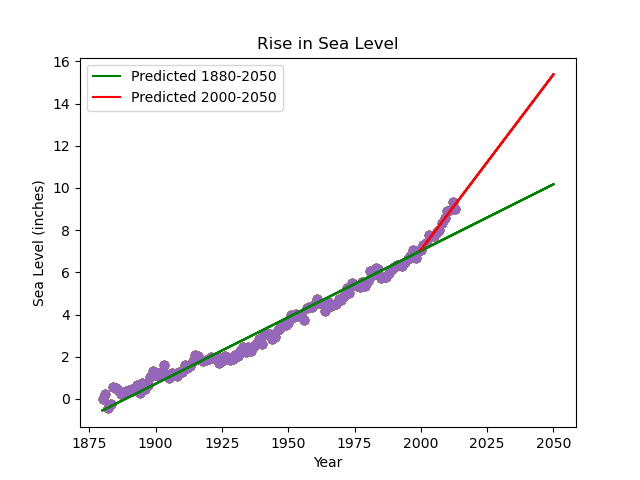 Rise in Sea Level
Predicted 1880-2050
Predicted 2000-2050
Sea Level (inches)
16
14
12
10
8
6
4
2
0
1875 1900 1925 1950 1975 2000 2025 2050
Year